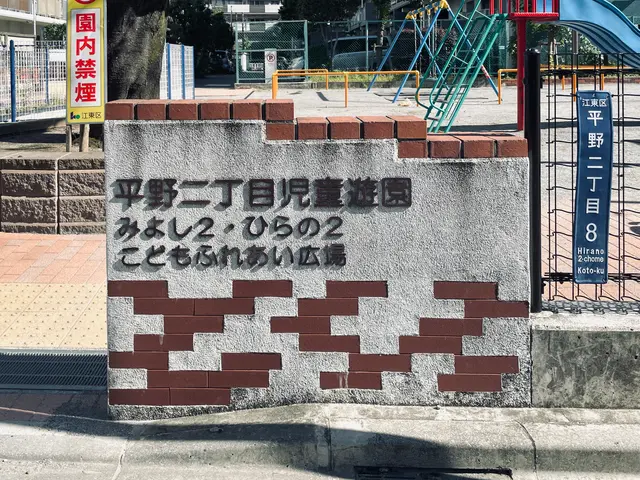 園内禁煙
江東区
平野二丁目児童遊園
みよし2・ひらの2
こどもふれあい広場
江東区
平野二丁目
8
Hirano
2-chome
Koto-ku